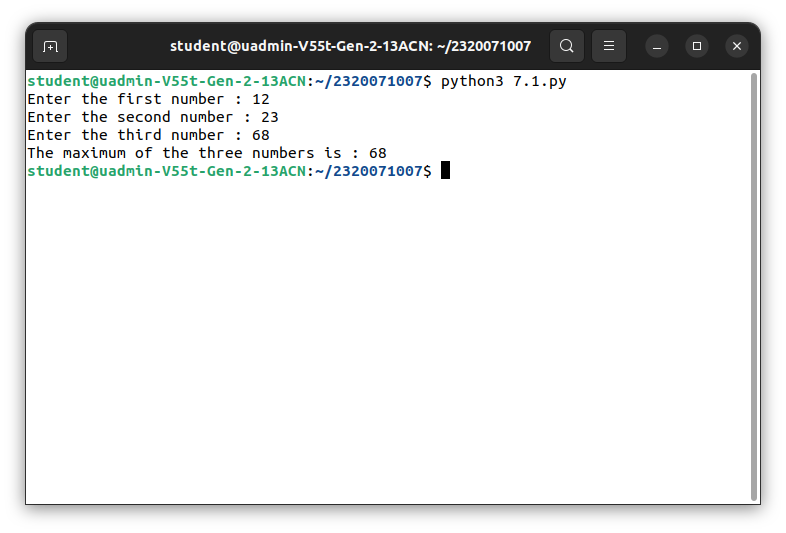 student@uadmin-V55t-Gen-2-13ACN: ~/2320071007
student@uadmin-V55t-Gen-2-13ACN:~/2320071007$ python3 7.1.py
Enter the first number : 12
Enter the second number : 23
Enter the third number : 68
The maximum of the three numbers is : 68
student@uadmin-V55t-Gen-2-13ACN:~/2320071007$